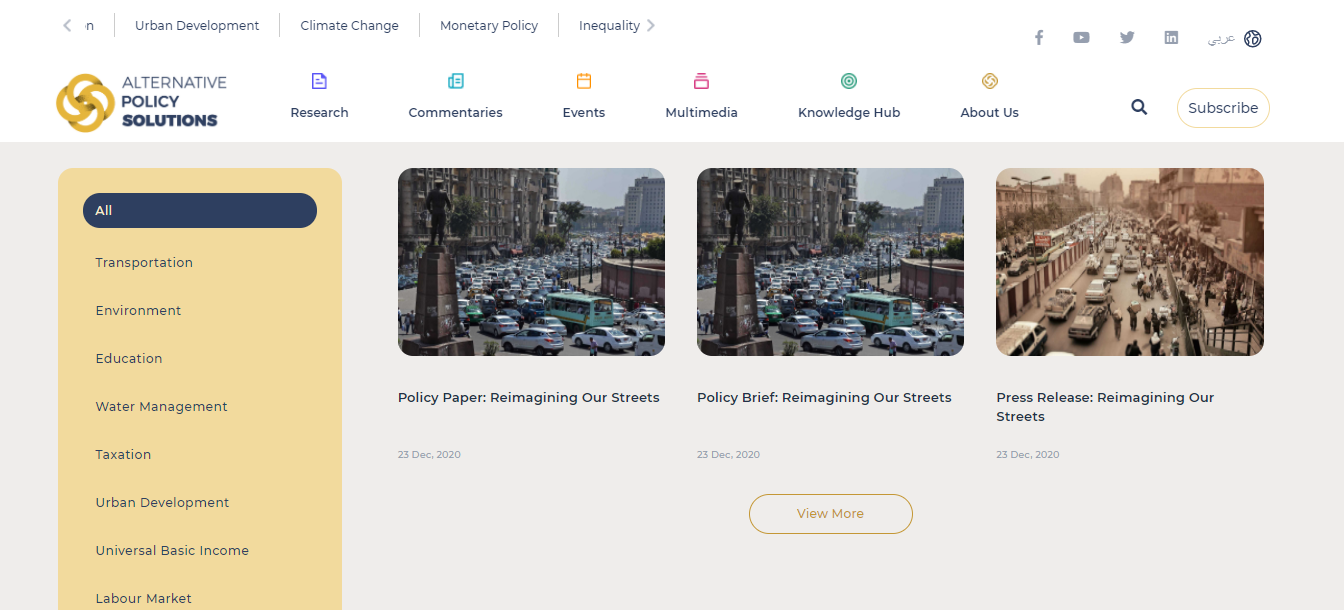 Urban Development
Climate Change
Monetary Policy
Inequality
عربي
ALTERNATIVE
POLICY
SOLUTIONS
Research
Commentaries
Events
Multimedia
Knowledge Hub
About Us
Subscribe
All
Transportation
Environment
Education
Water Management
Taxation
Urban Development
Universal Basic Income
Labour Market
Policy Paper: Reimagining Our Streets
23 Dec, 2020
Policy Brief: Reimagining Our Streets
23 Dec, 2020
Press Release: Reimagining Our
Streets
23 Dec, 2020
View More